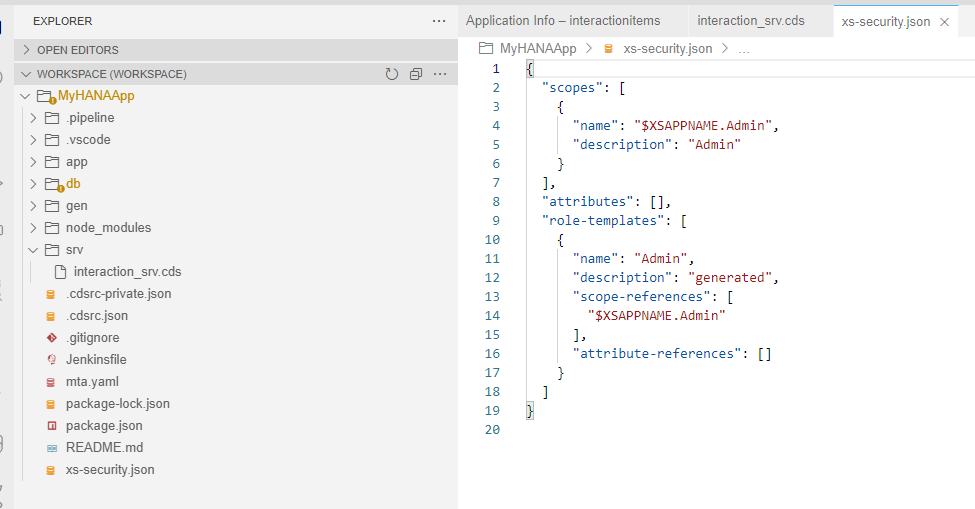 EXPLORER
OPEN EDITORS
WORKSPACE (WORKSPACE)
MyHANAApp
.pipeline
.vscode
app
db
gen
node_modules
srv
interaction_srv.cds
.cdsrc-private.json
.cdsrc.json
.gitignore
Jenkinsfile
mta.yaml
package-lock.json
package.json
README.md
xs-security.json
Application Info – interactionitems
interaction_srv.cds
xs-security.json
MyHANAApp > xs-security.json > ...
1 {
2   "scopes": [
3     {
4       "name": "$XSAPPNAME.Admin",
5       "description": "Admin"
6     }
7   ],
8   "attributes": [],
9   "role-templates": [
10     {
11       "name": "Admin",
12       "description": "generated",
13       "scope-references": [
14         "$XSAPPNAME.Admin"
15       ],
16       "attribute-references": []
17     }
18   ]
19 }
20